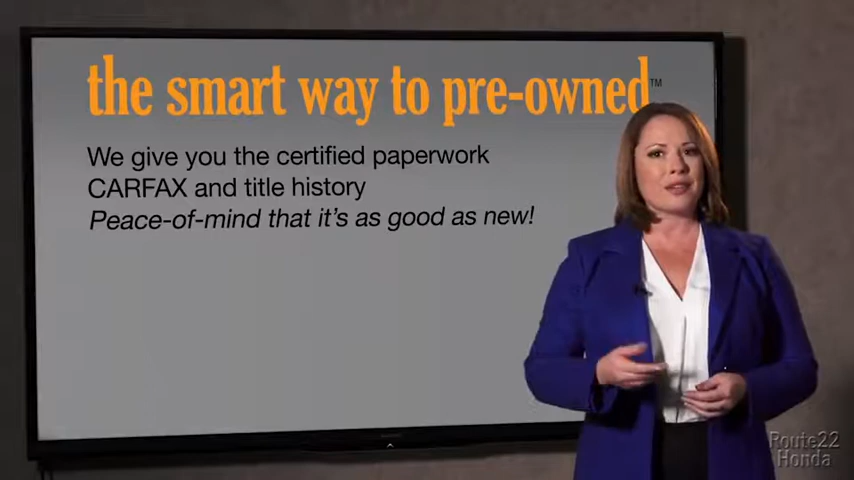 the smart way to pre-owned™
We give you the certified paperwork
CARFAX and title history
Peace-of-mind that it's as good as new!
Route22
Honda